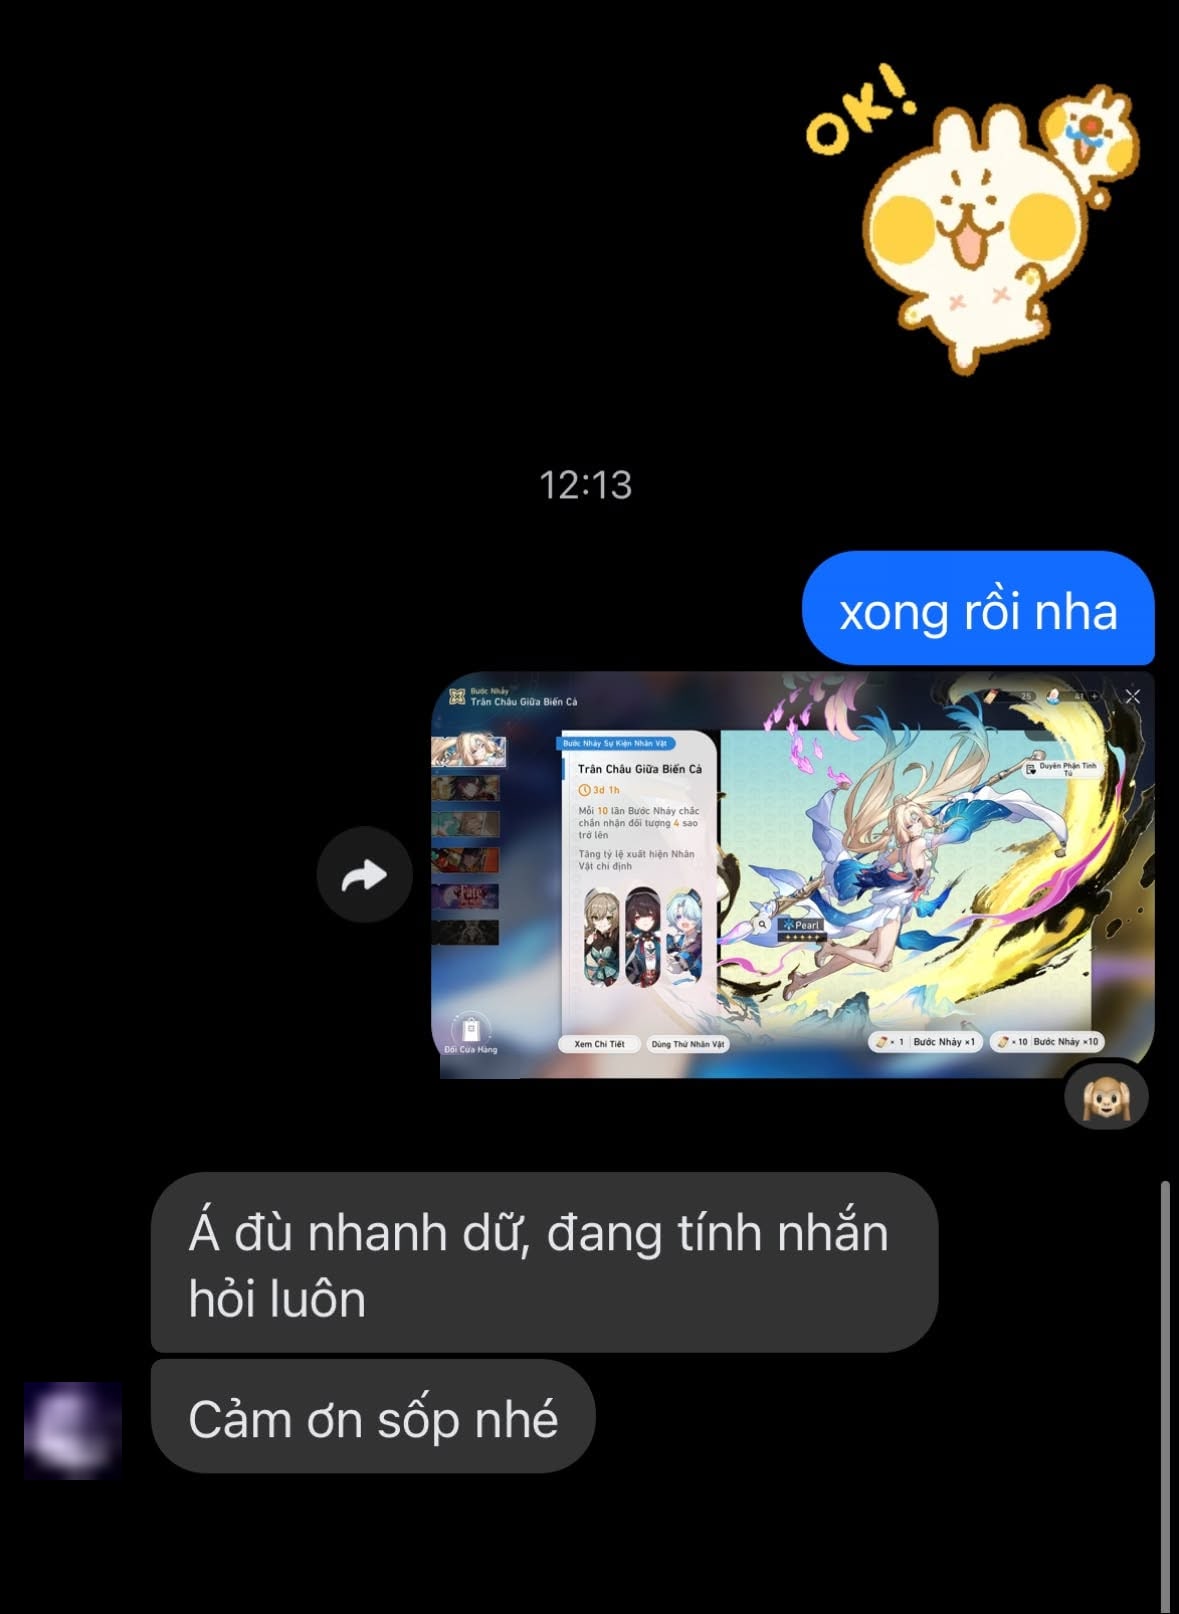 OK!
12:13
xong rồi nha
Bước Nhảy
Trân Châu Giữa Biển Cả
25
41 +
Bước Nhảy Sự Kiện Nhân Vật
Trân Châu Giữa Biển Cả
3d 1h
Mỗi 10 lần Bước Nhảy chắc
chắn nhận đối tượng 4 sao
trở lên
Tăng tỷ lệ xuất hiện Nhân
Vật chỉ định
Duyên Phận Tinh
Tú
Fate
Pearl
Đổi Cửa Hàng
Xem Chi Tiết
Dùng Thử Nhân Vật
× 1 Bước Nhảy ×1
× 10 Bước Nhảy ×10
Á đù nhanh dữ, đang tính nhắn
hỏi luôn
Cảm ơn sốp nhé